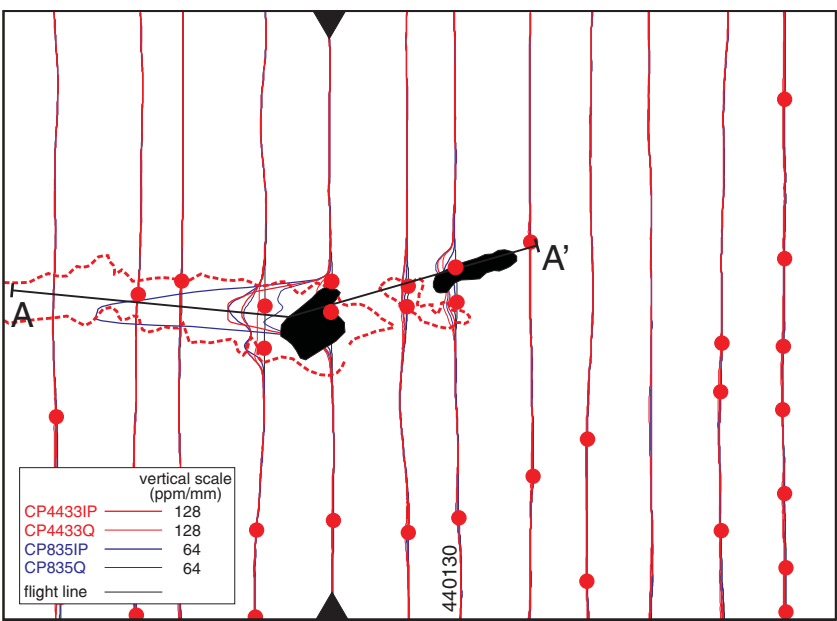 A
A'
440130
vertical scale
(ppm/mm)
CP4433IP 128
CP4433Q 128
CP835IP 64
CP835Q 64
flight line